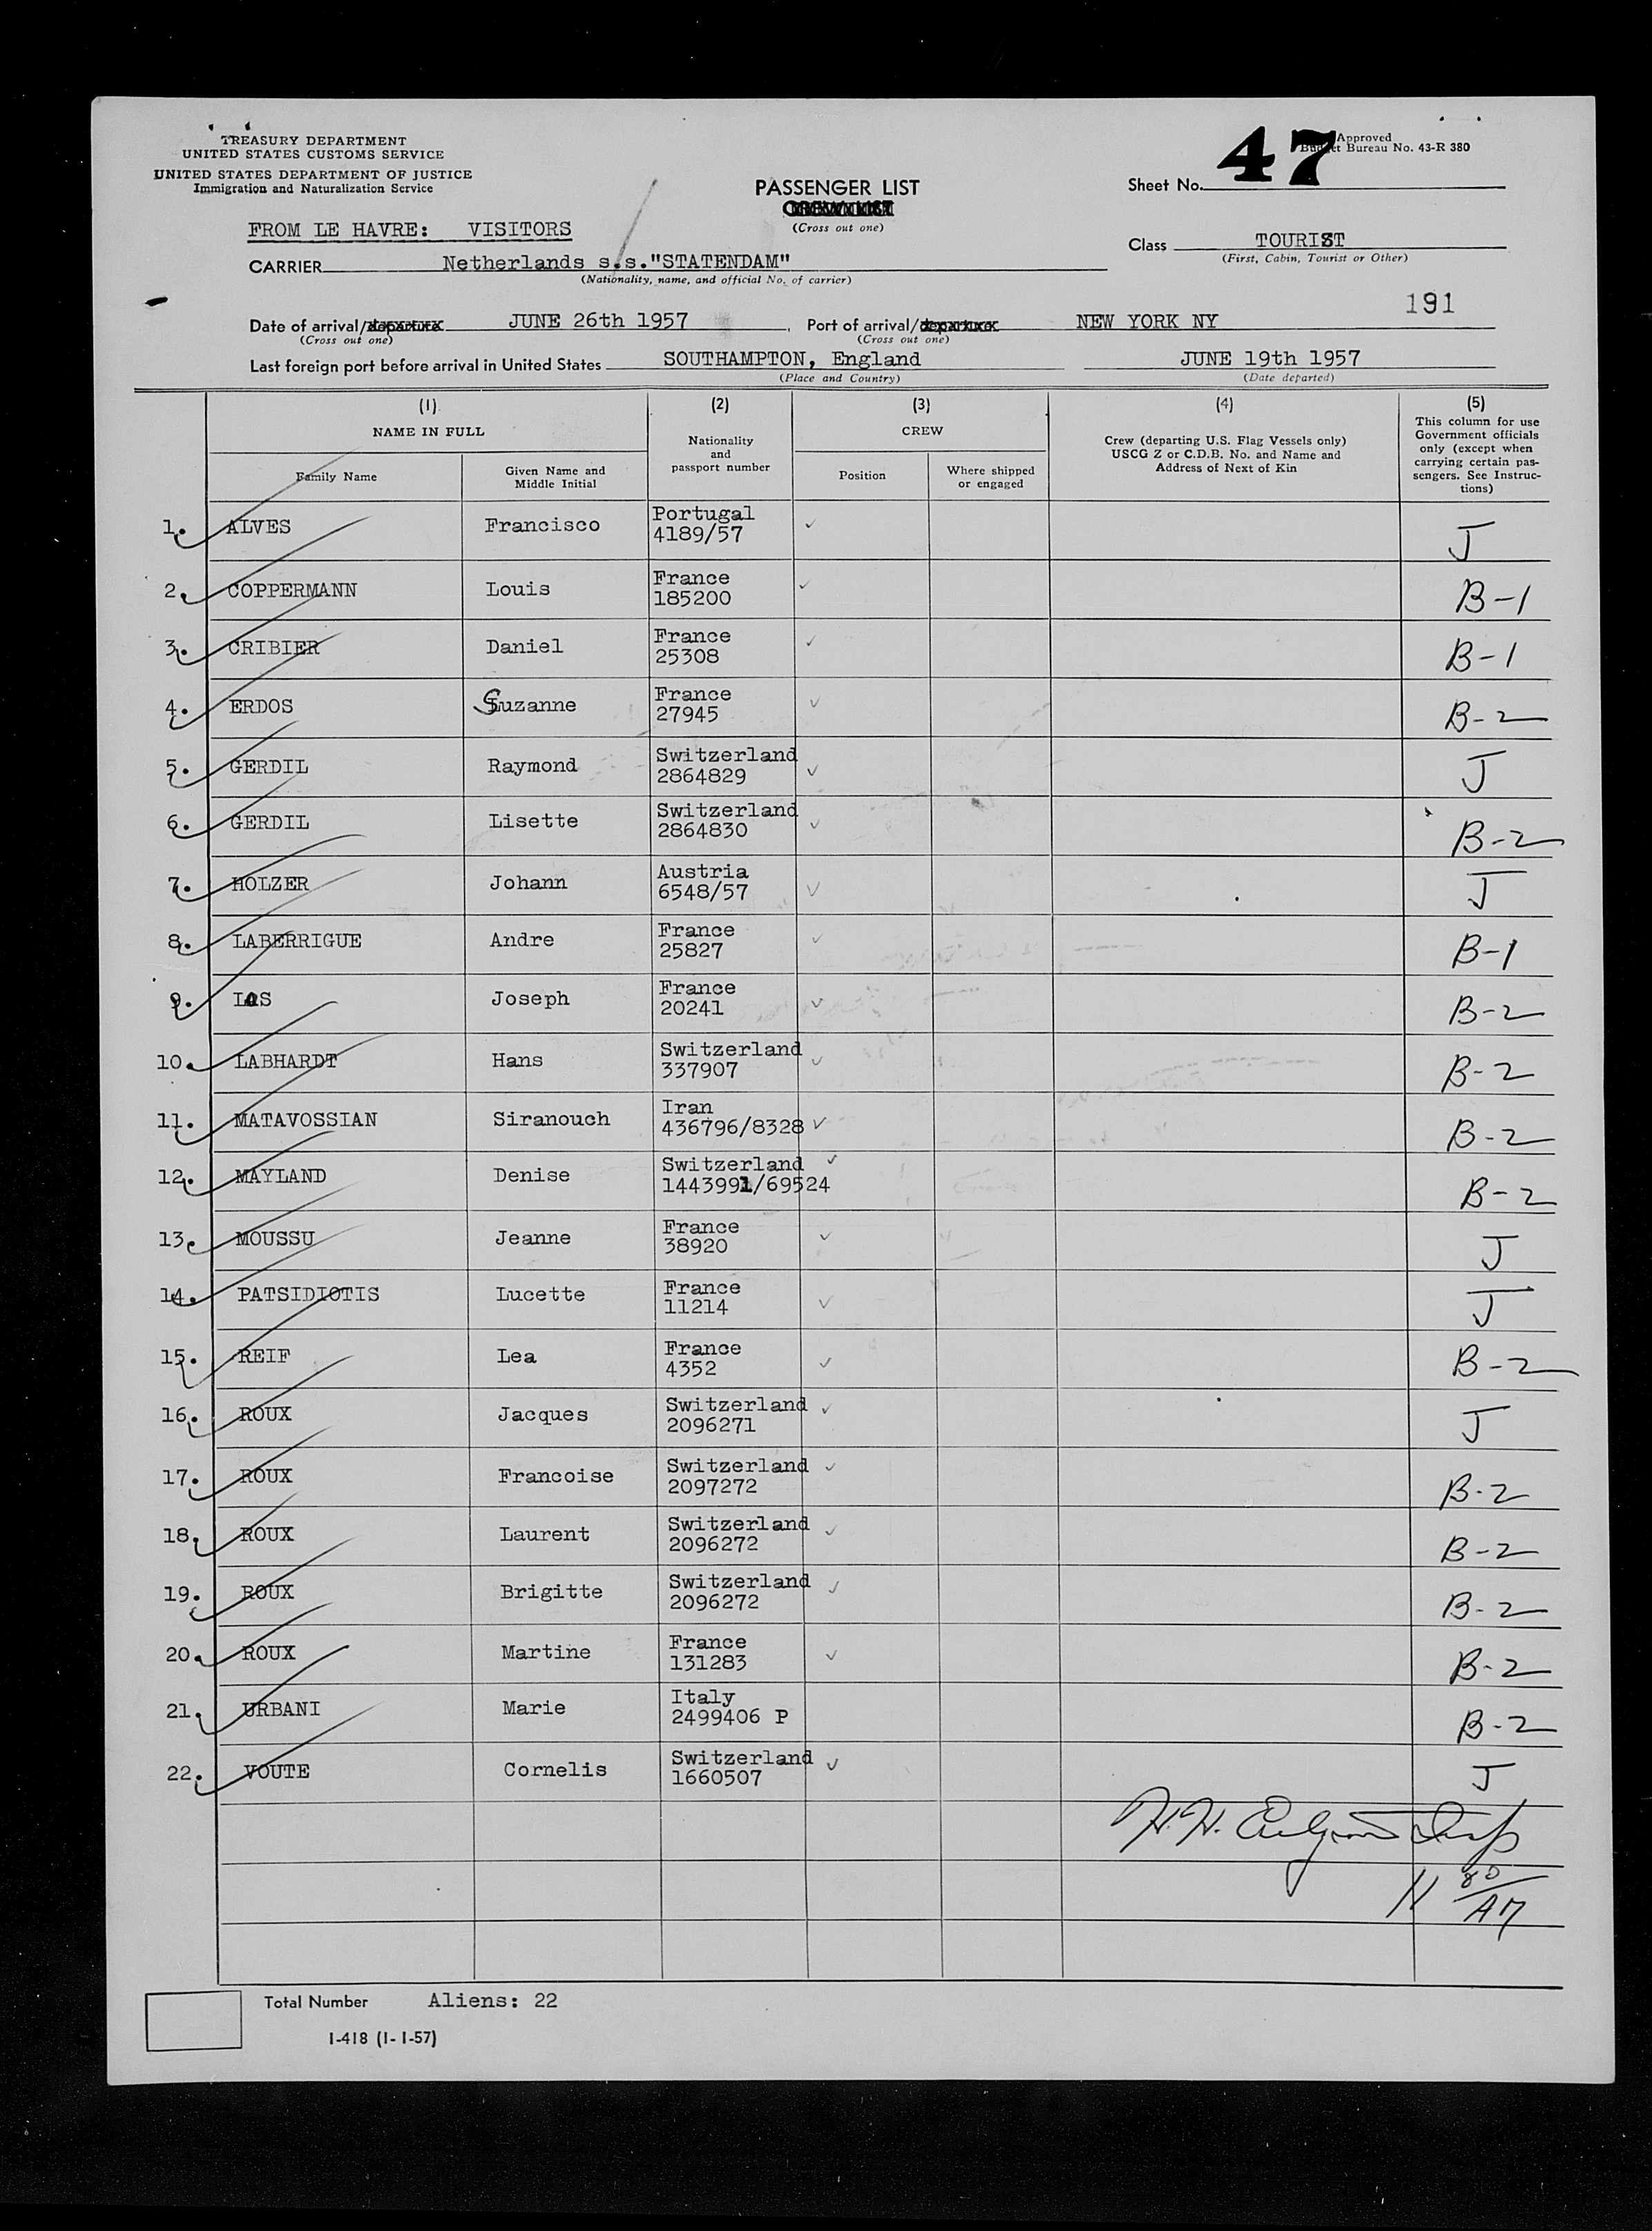 TREASURY DEPARTMENT
UNITED STATES CUSTOMS SERVICE
UNITED STATES DEPARTMENT OF JUSTICE
Immigration and Naturalization Service
Approved
Budget Bureau No. 43-R 380
Sheet No. 47
PASSENGER LIST
CREW LIST
(Cross out one)
FROM LE HAVRE: VISITORS
Class TOURIST
(First, Cabin, Tourist or Other)
CARRIER Netherlands s.s."STATENDAM"
(Nationality, name, and official No. of carrier)
191
Date of arrival/departure JUNE 26th 1957, Port of arrival/departure NEW YORK NY
(Cross out one) (Cross out one)
Last foreign port before arrival in United States SOUTHAMPTON, England JUNE 19th 1957
(Place and Country) (Date departed)
(1) (2) (3) (4) (5)
NAME IN FULL
Family Name
Given Name and Middle Initial
Nationality and passport number
CREW
Position
Where shipped or engaged
Crew (departing U.S. Flag Vessels only)
USCG Z or C.D.B. No. and Name and
Address of Next of Kin
This column for use
Government officials
only (except when
carrying certain pas-
sengers. See Instruc-
tions)
1. ALVES Francisco Portugal 4189/57 ✓ J
2. COPPERMANN Louis France 185200 ✓ B-1
3. CRIBIER Daniel France 25308 ✓ B-1
4. ERDOS Suzanne France 27945 ✓ B-2
5. GERDIL Raymond Switzerland 2864829 ✓ J
6. GERDIL Lisette Switzerland 2864830 ✓ B-2
7. HOLZER Johann Austria 6548/57 ✓ J
8. LABERRIGUE Andre France 25827 ✓ B-1
9. LAS Joseph France 20241 ✓ B-2
10. LABHARDT Hans Switzerland 337907 ✓ B-2
11. MATAVOSSIAN Siranouch Iran 436796/8328 ✓ B-2
12. MAYLAND Denise Switzerland 1443991/69524 ✓ B-2
13. MOUSSU Jeanne France 38920 ✓ J
14. PATSIDIOTIS Lucette France 11214 ✓ J
15. REIF Lea France 4352 ✓ B-2
16. ROUX Jacques Switzerland 2096271 ✓ J
17. ROUX Francoise Switzerland 2097272 ✓ B-2
18. ROUX Laurent Switzerland 2096272 ✓ B-2
19. ROUX Brigitte Switzerland 2096272 ✓ B-2
20. ROUX Martine France 131283 ✓ B-2
21. URBANI Marie Italy 2499406 P B-2
22. VOUTE Cornelis Switzerland 1660507 ✓ J
H.H.
11
AM
Total Number Aliens: 22
I-418 (1-1-57)